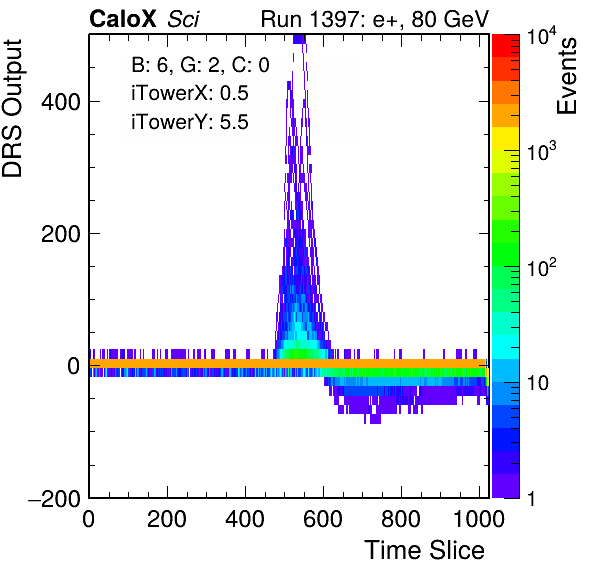 CaloX Sci Run 1397: e+, 80 GeV
B: 6, G: 2, C: 0
iTowerX: 0.5
iTowerY: 5.5
DRS Output
400
200
0
−200
0 200 400 600 800 1000
Time Slice
Events
10^4
10^3
10^2
10
1